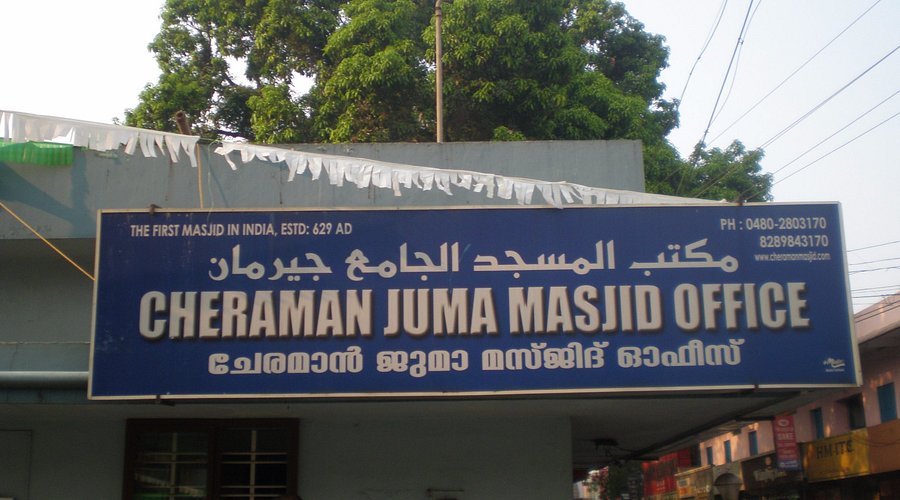 THE FIRST MASJID IN INDIA, ESTD: 629 AD
PH : 0480-2803170
8289843170
www.cheramanmasjid.com
مكتب المسجد الجامع جيرمان
CHERAMAN JUMA MASJID OFFICE
ചേരമാൻ ജുമാ മസ്ജിദ് ഓഫീസ്